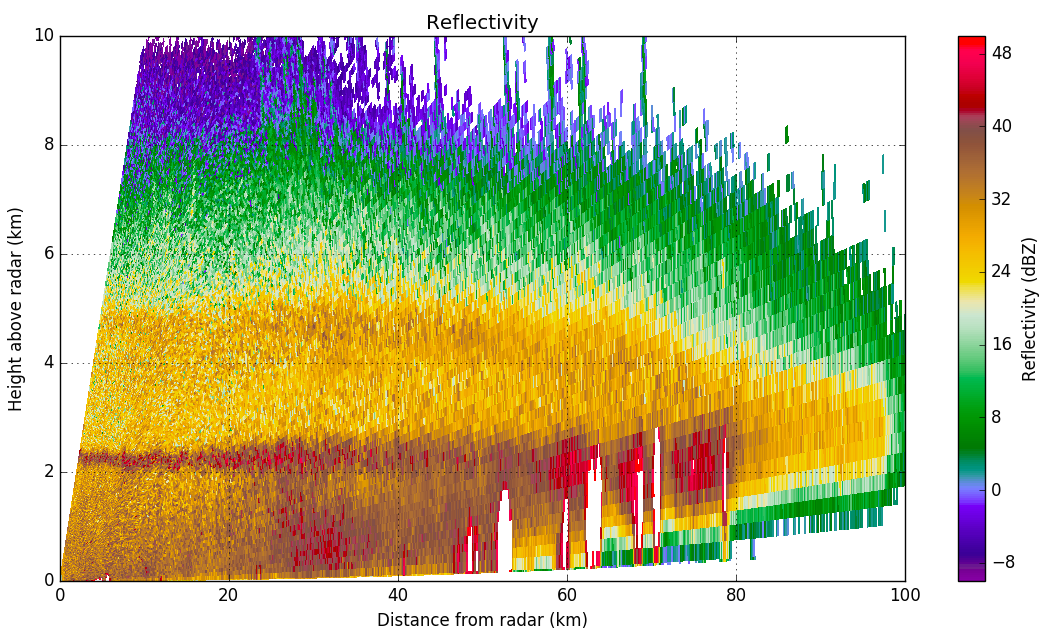 Reflectivity
10
8
6
4
2
0
Height above radar (km)
0 20 40 60 80 100
Distance from radar (km)
48
40
32
24
16
8
0
−8
Reflectivity (dBZ)